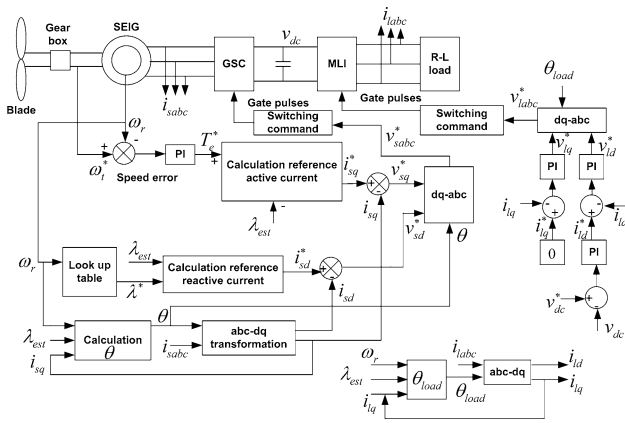 Gear box
SEIG
Blade
GSC
v_dc
MLI
i_labc
R-L load
i_sabc
Gate pulses
Gate pulses
Switching command
Switching command
v*_sabc
v*_labc
θ_load
dq-abc
v*_lq
v*_ld
PI
PI
i_lq
i_ld
i*_lq
i*_ld
0
PI
v*_dc
v_dc
ω_r
ω*_t
+
-
Speed error
PI
T*_e
+
Calculation reference active current
-
λ_est
i*_sq
+
-
i_sq
v*_sq
dq-abc
v*_sd
θ
ω_r
Look up table
λ_est
λ*
Calculation reference reactive current
i*_sd
+
-
i_sd
λ_est
i_sq
Calculation θ
θ
i_sabc
abc-dq transformation
ω_r
λ_est
i_lq
θ_load
θ_load
i_labc
abc-dq
i_ld
i_lq